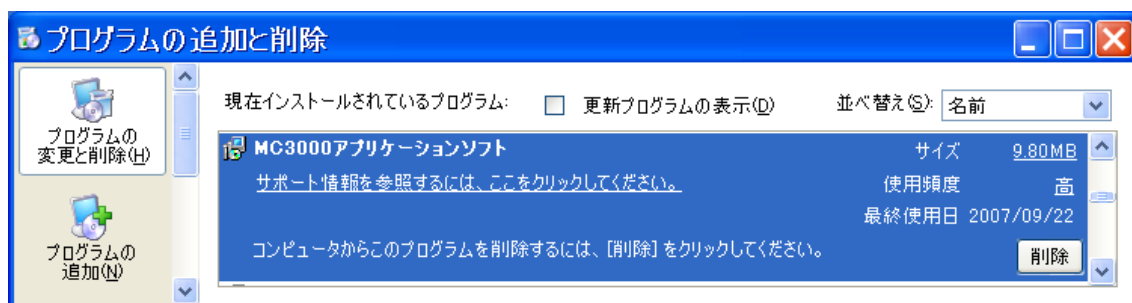 プログラムの追加と削除
プログラムの
変更と削除(H)
プログラムの
追加(N)
現在インストールされているプログラム:
更新プログラムの表示(D)
並べ替え(S): 名前
MC3000アプリケーションソフト
サイズ 9.80MB
サポート情報を参照するには、ここをクリックしてください。
使用頻度 高
最終使用日 2007/09/22
コンピュータからこのプログラムを削除するには、[削除] をクリックしてください。
削除